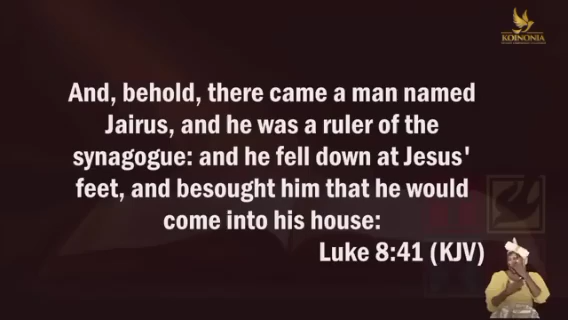 KOINONIA
And, behold, there came a man named
Jairus, and he was a ruler of the
synagogue: and he fell down at Jesus'
feet, and besought him that he would
come into his house:
Luke 8:41 (KJV)